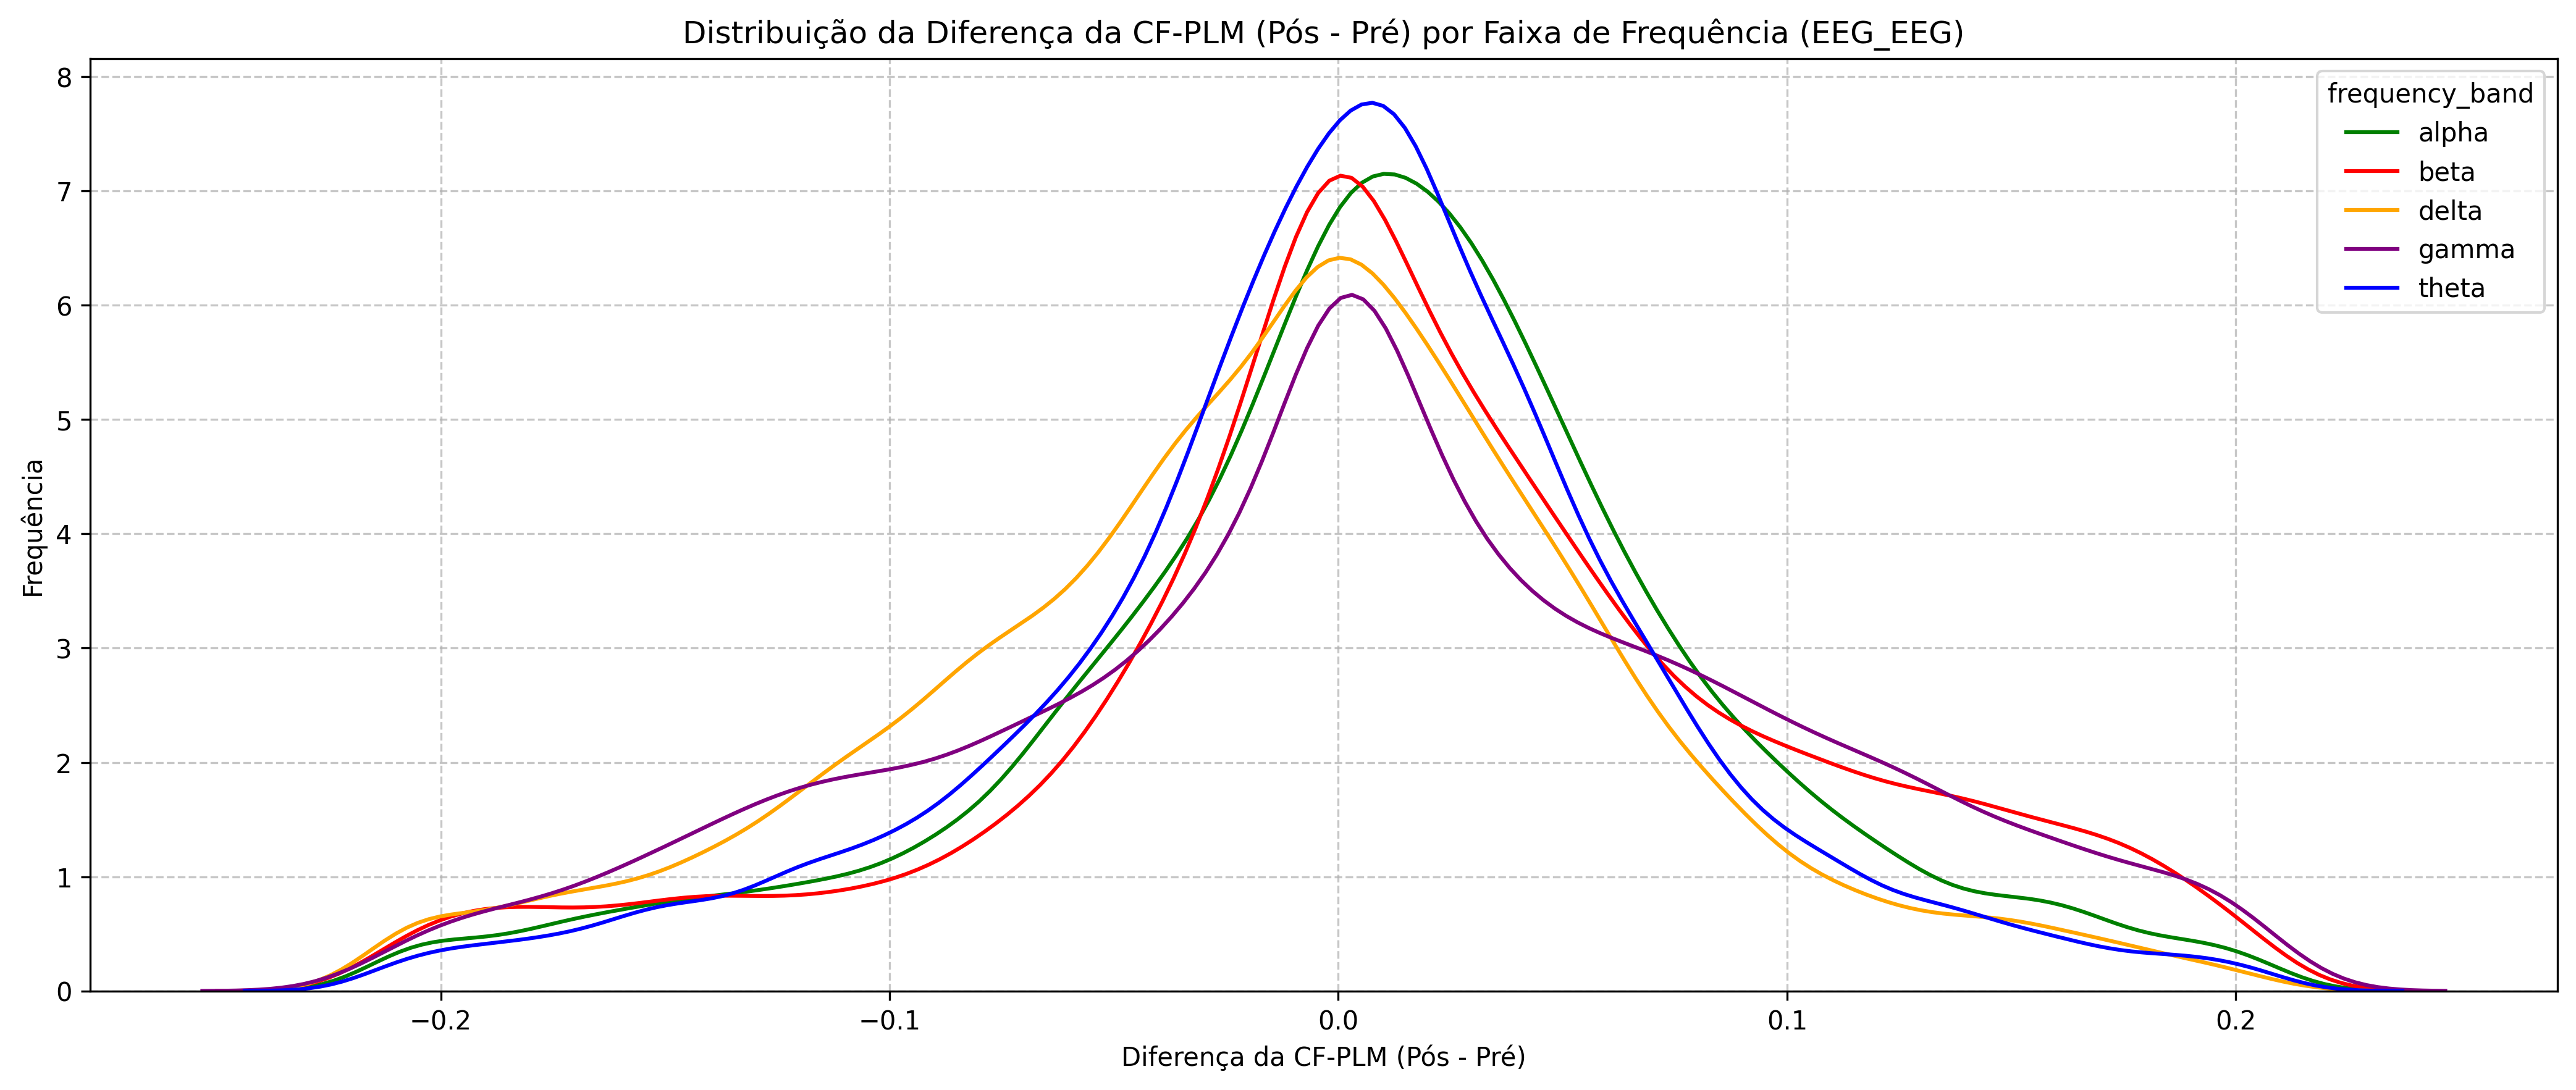 Distribuição da Diferença da CF-PLM (Pós - Pré) por Faixa de Frequência (EEG_EEG)
frequency_band
alpha
beta
delta
gamma
theta
Frequência
8
7
6
5
4
3
2
1
0
−0.2
−0.1
0.0
0.1
0.2
Diferença da CF-PLM (Pós - Pré)